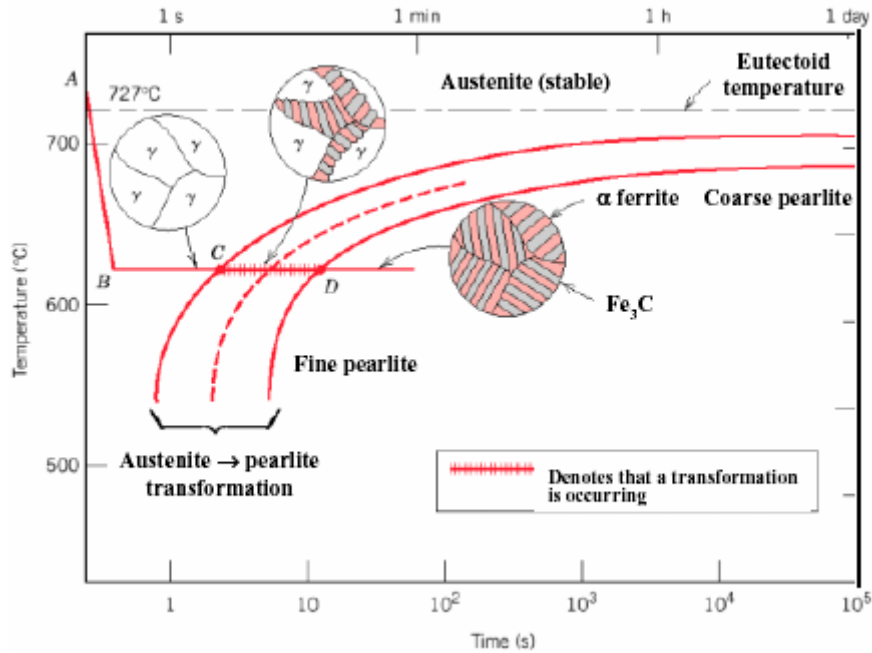 1 s
1 min
1 h
1 day
A
727°C
Austenite (stable)
Eutectoid
temperature
700
γ
γ
γ
γ
γ
γ
γ
α ferrite
Coarse pearlite
C
B
D
Fe₃C
600
Temperature (°C)
Fine pearlite
Austenite → pearlite
transformation
500
Denotes that a transformation
is occurring
1
10
10²
10³
10⁴
10⁵
Time (s)